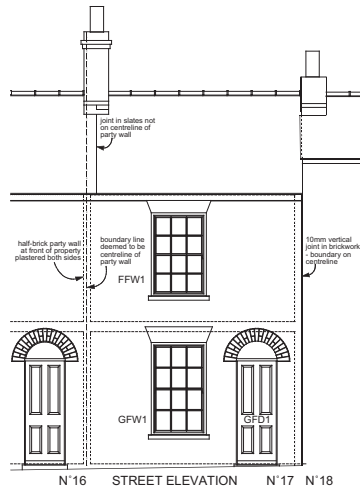 joint in slates not
on centreline of
party wall
half-brick party wall
at front of property
plastered both sides
boundary line
deemed to be
centreline of
party wall
10mm vertical
joint in brickwork
- boundary on
centreline
FFW1
GFW1
GFD1
N°16 STREET ELEVATION N°17 N°18